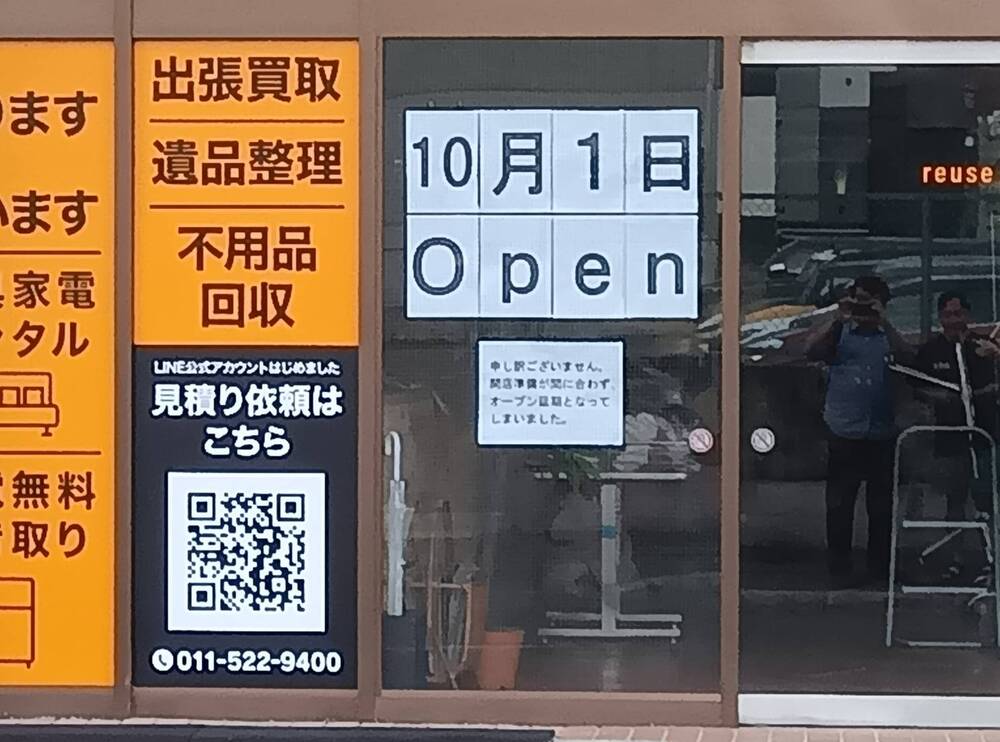 ります
います
家電
タル
無料
取り
出張買取
遺品整理
不用品
回収
LINE公式アカウントはじめました
見積り依頼は
こちら
011-522-9400
10月1日
Open
申し訳ございません。
開店準備が間に合わず、
オープン延期となって
しまいました。
reuse